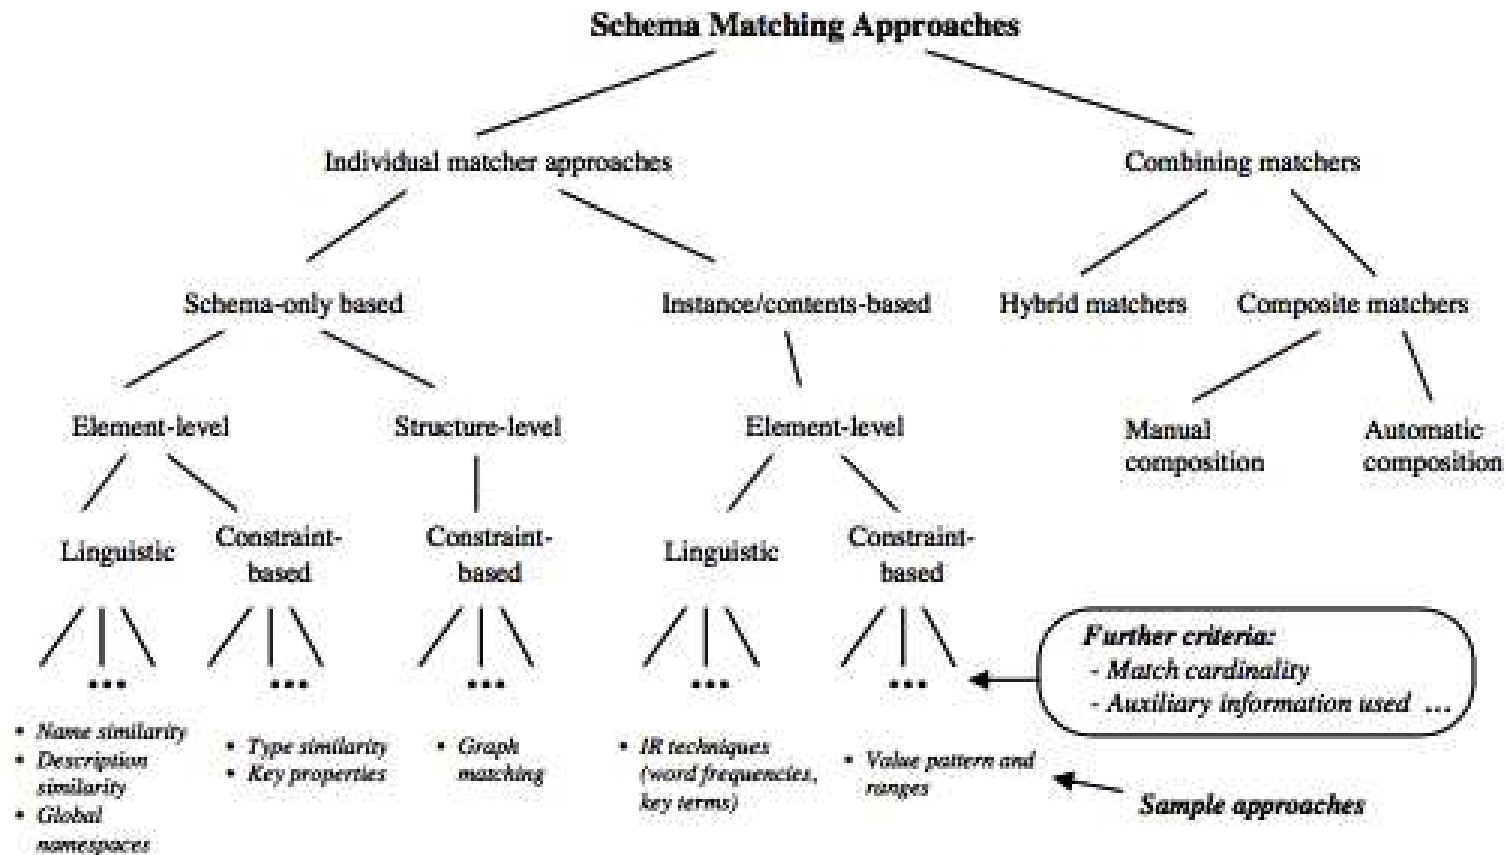 Schema Matching Approaches
Individual matcher approaches
Combining matchers
Schema-only based
Instance/contents-based
Hybrid matchers
Composite matchers
Element-level
Structure-level
Element-level
Manual
composition
Automatic
composition
Linguistic
Constraint-
based
Constraint-
based
Linguistic
Constraint-
based
Further criteria:
- Match cardinality
- Auxiliary information used ...
...
...
...
...
...
• Name similarity
• Description
similarity
• Global
namespaces
• Type similarity
• Key properties
• Graph
matching
• IR techniques
(word frequencies,
key terms)
• Value pattern and
ranges
Sample approaches